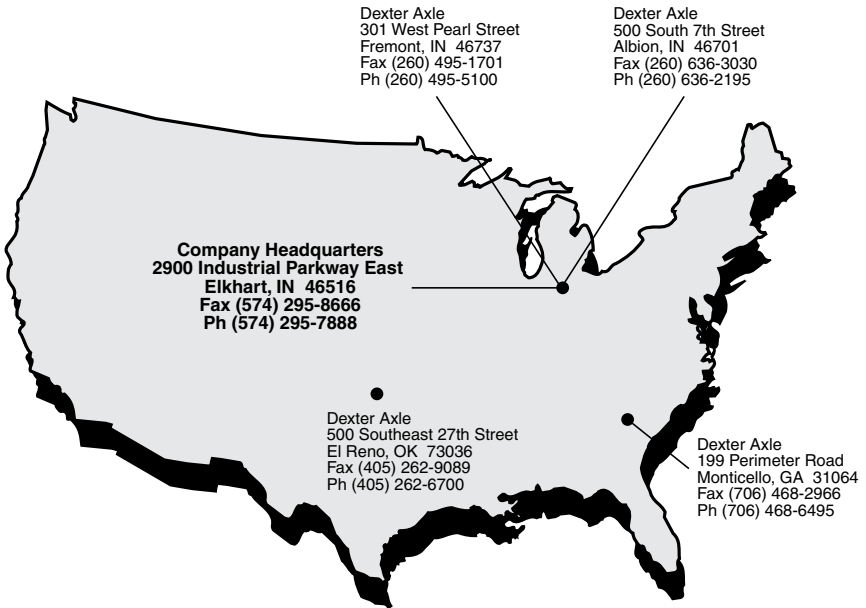 Dexter Axle
301 West Pearl Street
Fremont, IN  46737
Fax (260) 495-1701
Ph (260) 495-5100
Dexter Axle
500 South 7th Street
Albion, IN  46701
Fax (260) 636-3030
Ph (260) 636-2195
Company Headquarters
2900 Industrial Parkway East
Elkhart, IN  46516
Fax (574) 295-8666
Ph (574) 295-7888
Dexter Axle
500 Southeast 27th Street
El Reno, OK  73036
Fax (405) 262-9089
Ph (405) 262-6700
Dexter Axle
199 Perimeter Road
Monticello, GA  31064
Fax (706) 468-2966
Ph (706) 468-6495